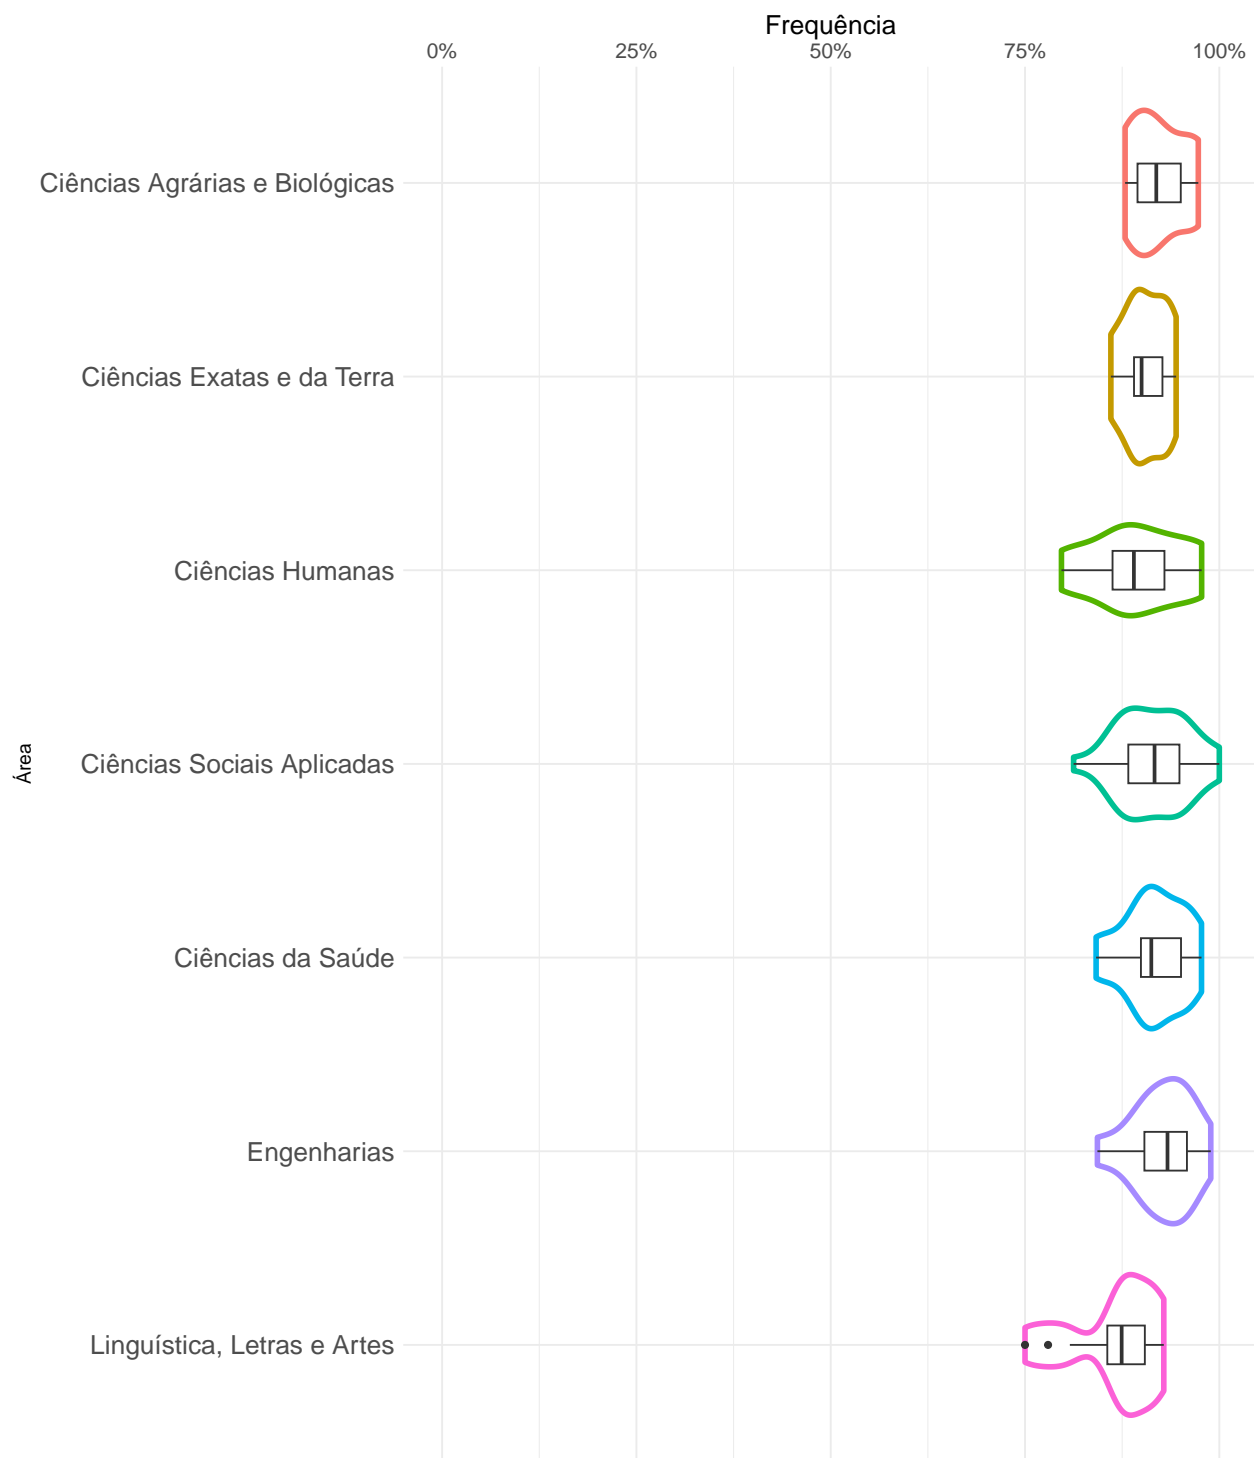 Frequência
0% 25% 50% 75% 100%
Ciências Agrárias e Biológicas
Ciências Exatas e da Terra
Ciências Humanas
Área
Ciências Sociais Aplicadas
Ciências da Saúde
Engenharias
Linguística, Letras e Artes